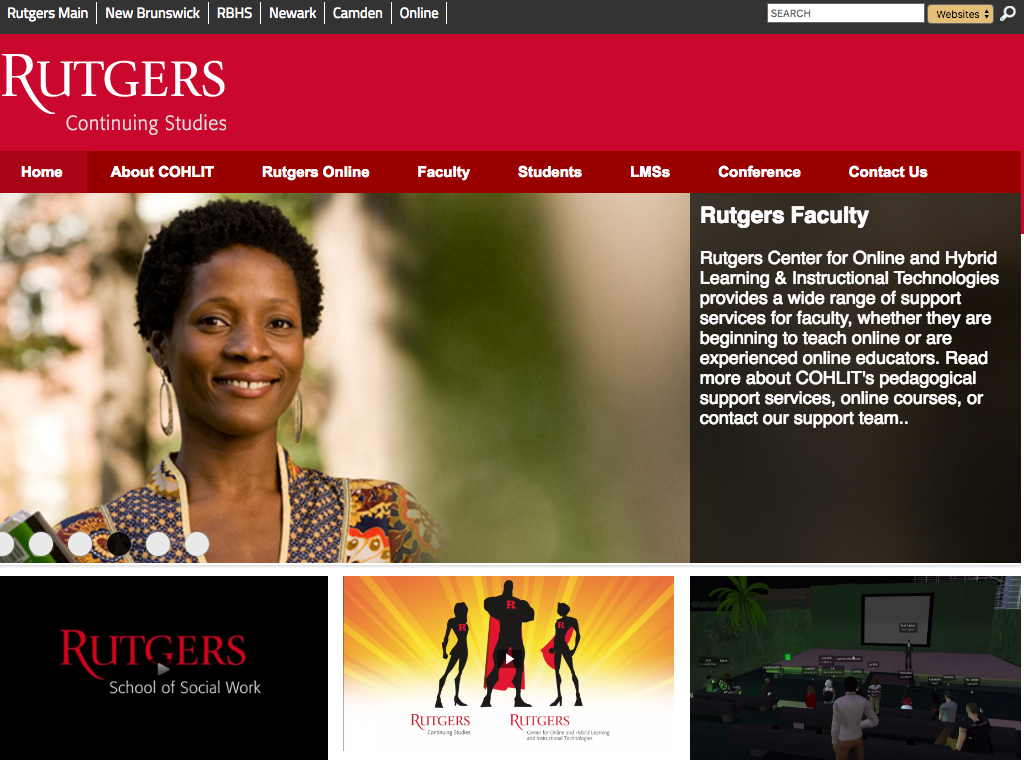 Rutgers Main
New Brunswick
RBHS
Newark
Camden
Online
SEARCH
Websites
RUTGERS
Continuing Studies
Home
About COHLIT
Rutgers Online
Faculty
Students
LMSs
Conference
Contact Us
Rutgers Faculty
Rutgers Center for Online and Hybrid
Learning & Instructional Technologies
provides a wide range of support
services for faculty, whether they are
beginning to teach online or are
experienced online educators. Read
more about COHLIT's pedagogical
support services, online courses, or
contact our support team..
RUTGERS
School of Social Work
R
R
R
RUTGERS
Continuing Studies
RUTGERS
Center for Online and Hybrid Learning
and Instructional Technologies